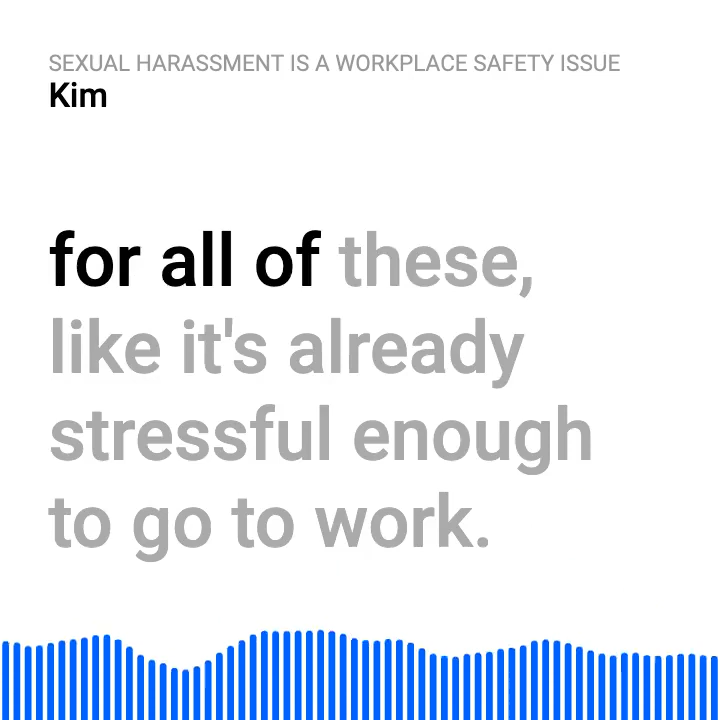 SEXUAL HARASSMENT IS A WORKPLACE SAFETY ISSUE
Kim
for all of these,
like it's already
stressful enough
to go to work.